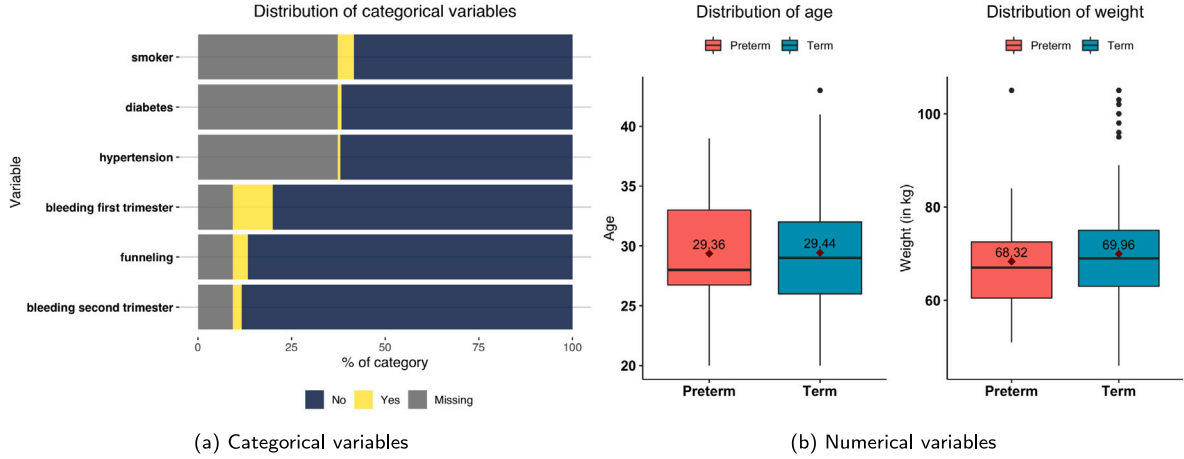 Distribution of categorical variables
Variable
smoker
diabetes
hypertension
bleeding first trimester
funneling
bleeding second trimester
0 25 50 75 100
% of category
No Yes Missing
(a) Categorical variables
Distribution of age
Preterm Term
Age
40
35
30
25
20
29,36 29,44
Preterm Term
Distribution of weight
Preterm Term
Weight (in kg)
100
80
60
68,32 69,96
Preterm Term
(b) Numerical variables